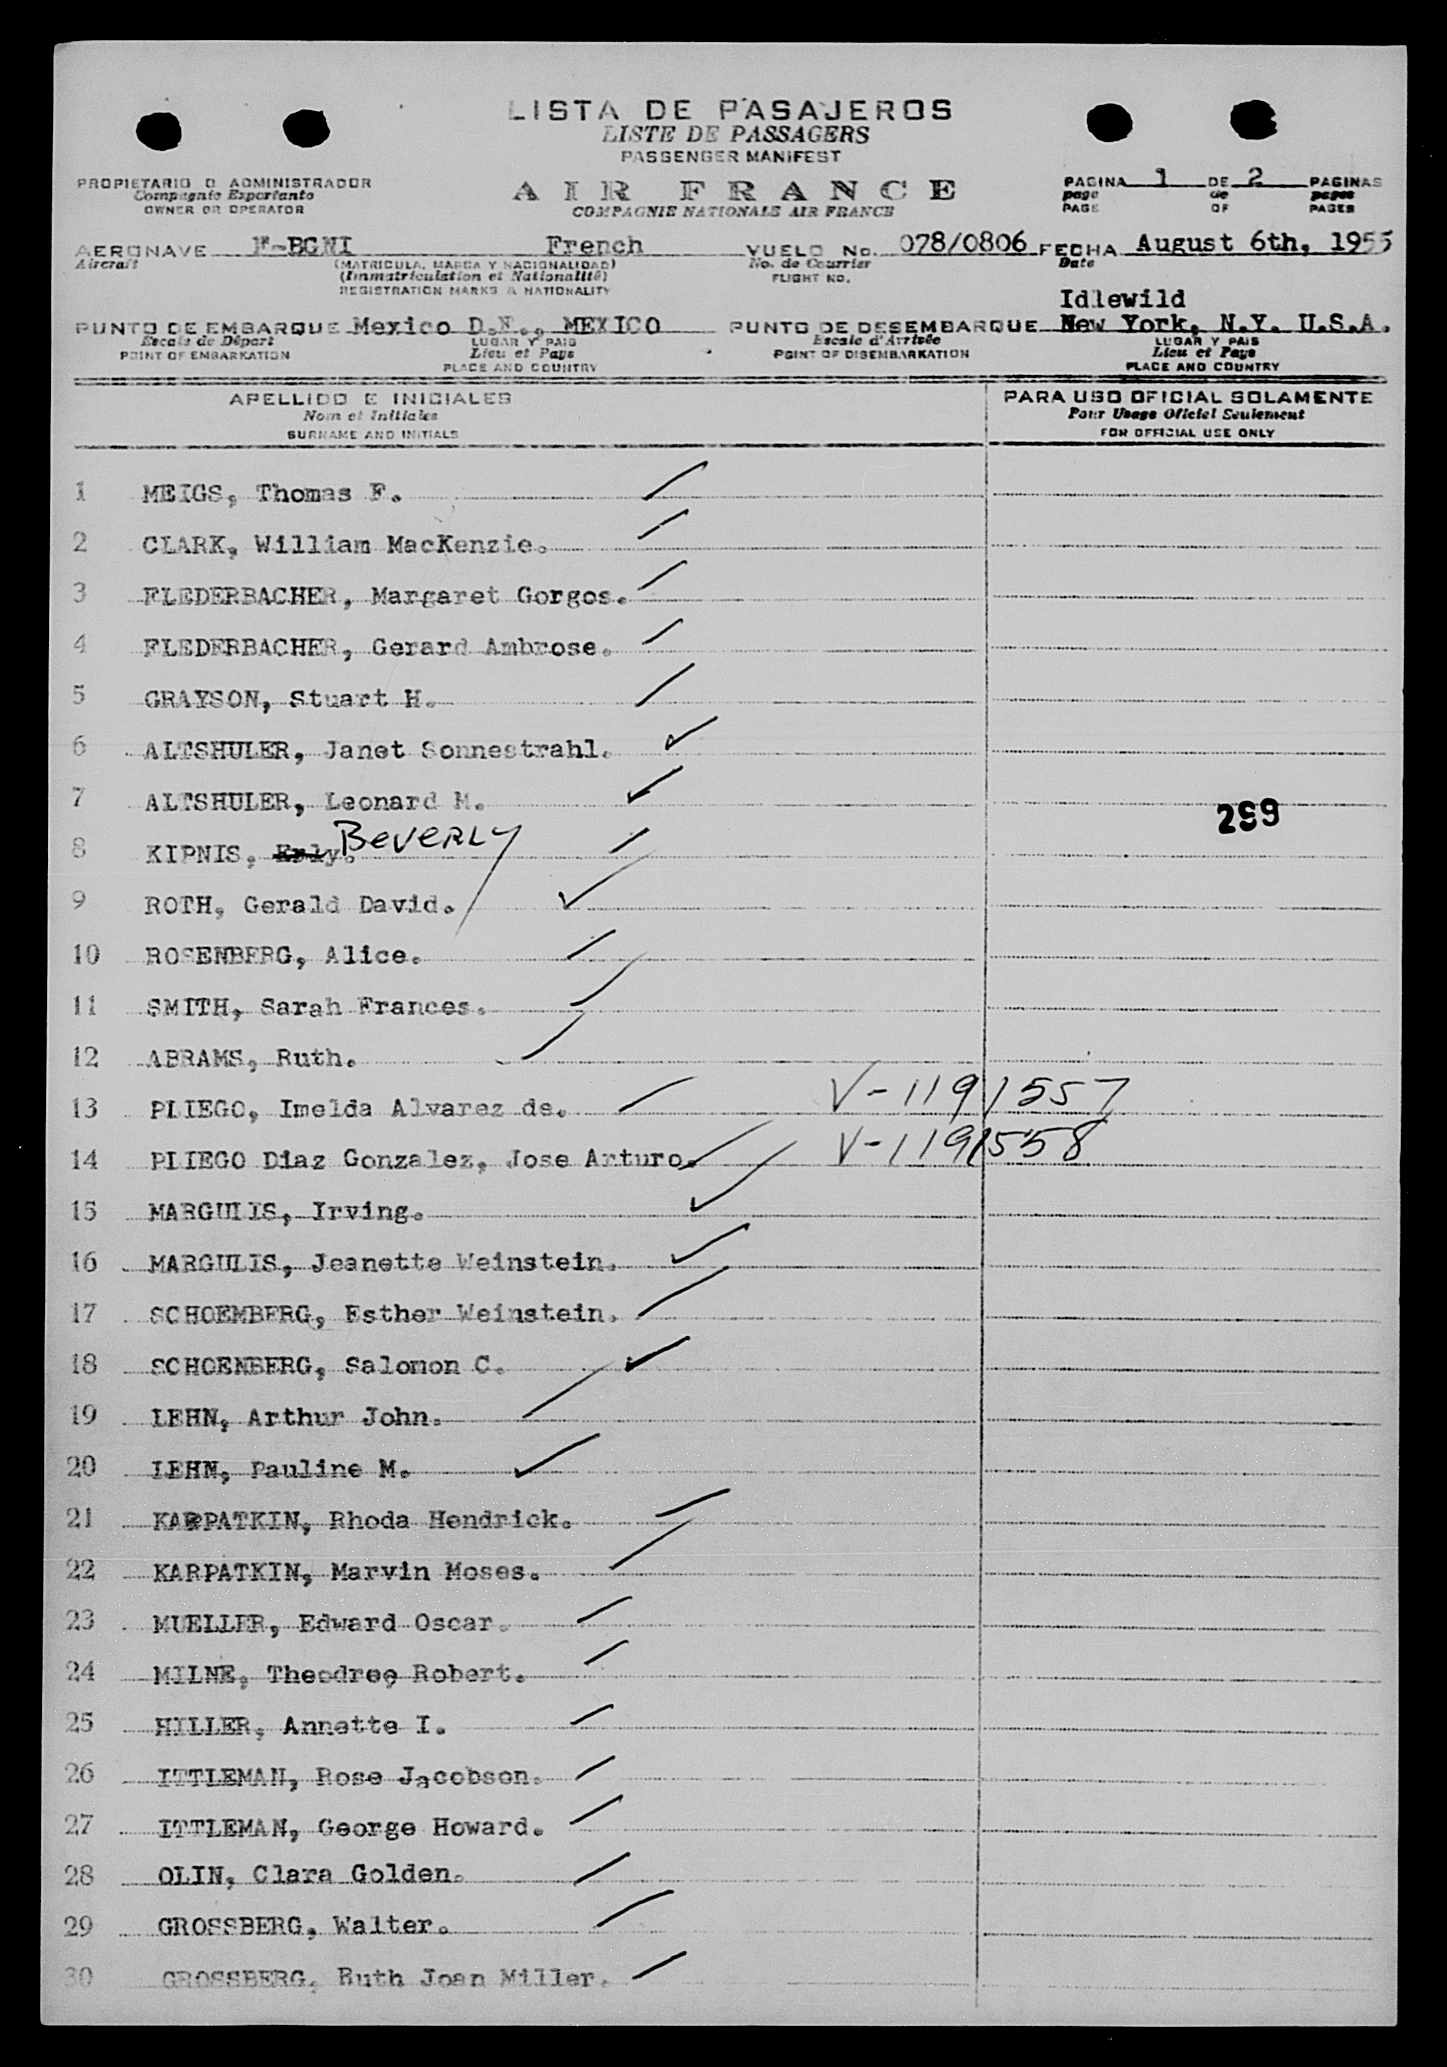 LISTA DE PASAJEROS
LISTE DE PASSAGERS
PASSENGER MANIFEST
PROPIETARIO O ADMINISTRADOR
Compagnie Exportante
OWNER OR OPERATOR
AIR FRANCE
COMPAGNIE NATIONALE AIR FRANCE
PAGINA 1 DE 2 PAGINAS
page de pages
PAGE OF PAGES
AERONAVE F-BGNI French VUELO No. 078/0806 FECHA August 6th, 1955
Aircraft (MATRICULA, MARCA Y NACIONALIDAD) No. de Courrier Date
(Immatriculation et Nationalité) FLIGHT NO.
REGISTRATION MARKS & NATIONALITY
Idlewild
PUNTO DE EMBARQUE Mexico D.F., MEXICO PUNTO DE DESEMBARQUE New York, N.Y. U.S.A.
Escale de Départ LUGAR Y PAIS Escale d'Arrivée LUGAR Y PAIS
POINT OF EMBARKATION Lieu et Pays POINT OF DISEMBARKATION Lieu et Pays
PLACE AND COUNTRY PLACE AND COUNTRY
APELLIDO E INICIALES PARA USO OFICIAL SOLAMENTE
Nom et Initiales Pour Usage Oficiel Seulement
SURNAME AND INITIALS FOR OFFICIAL USE ONLY
1 MEIGS, Thomas F.
2 CLARK, William MacKenzie.
3 FLEDERBACHER, Margaret Gorgos.
4 FLEDERBACHER, Gerard Ambrose.
5 GRAYSON, Stuart H.
6 ALTSHULER, Janet Sonnestrahl.
7 ALTSHULER, Leonard M.
299
8 KIPNIS, BEVERLY
9 ROTH, Gerald David.
10 ROSENBERG, Alice.
11 SMITH, Sarah Frances.
12 ABRAMS, Ruth.
13 PLIEGO, Imelda Alvarez de. V-1191557
14 PLIEGO Diaz Gonzalez, Jose Arturo. V-1191558
15 MARGULIS, Irving.
16 MARGULIS, Jeanette Weinstein.
17 SCHOEMBERG, Esther Weinstein.
18 SCHOENBERG, Salomon C.
19 LEHN, Arthur John.
20 LEHN, Pauline M.
21 KARPATKIN, Rhoda Hendrick.
22 KARPATKIN, Marvin Moses.
23 MUELLER, Edward Oscar.
24 MILNE, Theodree Robert.
25 HILLER, Annette I.
26 ITTLEMAN, Rose Jacobson.
27 ITTLEMAN, George Howard.
28 OLIN, Clara Golden.
29 GROSSBERG, Walter.
30 GROSSBERG, Ruth Joan Miller.